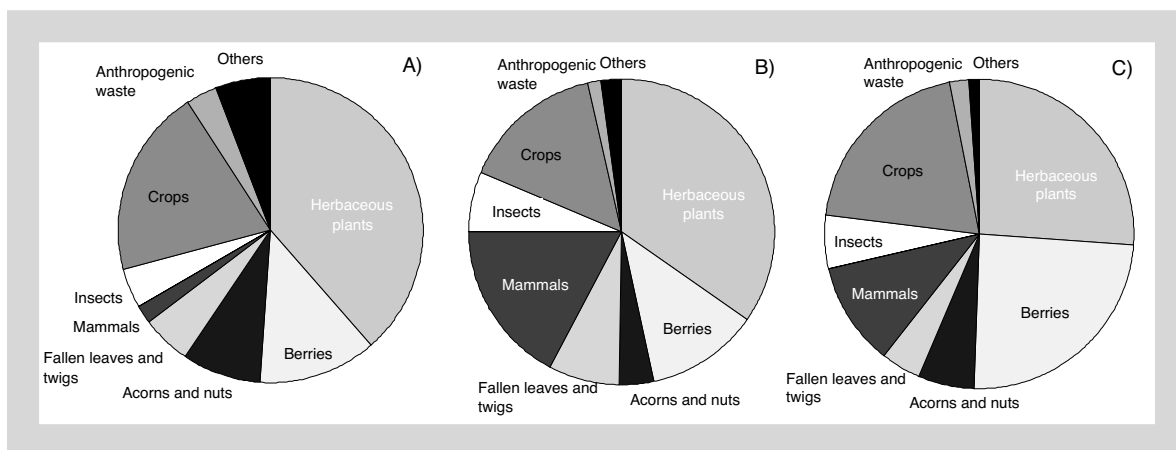 A)
Others
Anthropogenic
waste
Crops
Herbaceous
plants
Insects
Mammals
Berries
Fallen leaves and
twigs
Acorns and nuts
B)
Anthropogenic
waste
Others
Crops
Herbaceous
plants
Insects
Mammals
Berries
Fallen leaves and
twigs
Acorns and nuts
C)
Anthropogenic
waste
Others
Crops
Herbaceous
plants
Insects
Mammals
Berries
Fallen leaves and
twigs
Acorns and nuts